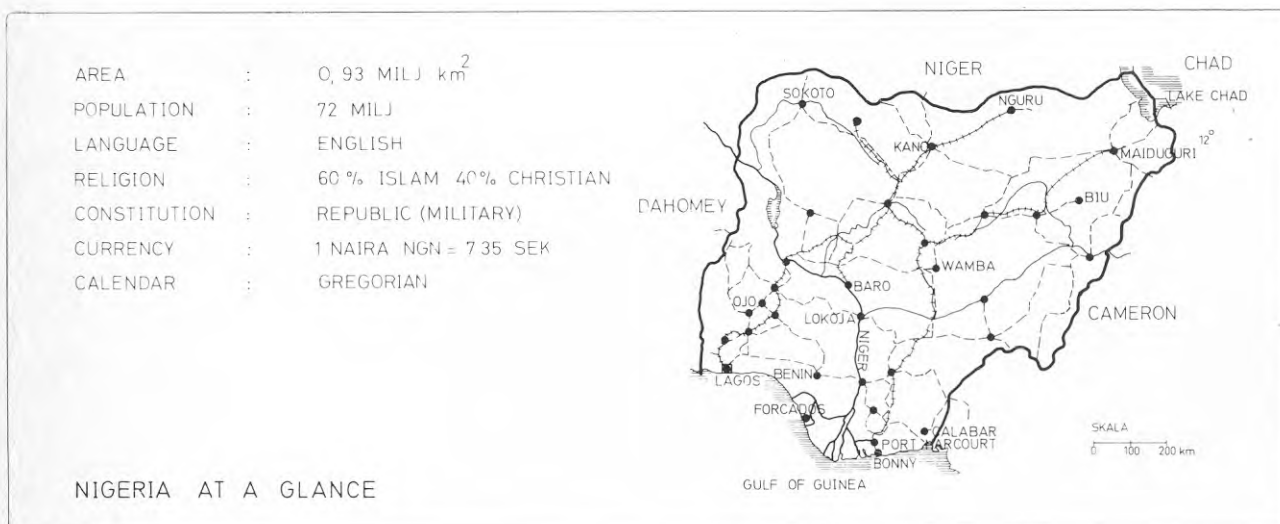 AREA : 0,93 MILJ km²
POPULATION : 72 MILJ
LANGUAGE : ENGLISH
RELIGION : 60 % ISLAM 40% CHRISTIAN
CONSTITUTION : REPUBLIC (MILITARY)
CURRENCY : 1 NAIRA NGN = 735 SEK
CALENDAR : GREGORIAN
NIGERIA AT A GLANCE
NIGER
CHAD
SOKOTO
NGURU
LAKE CHAD
KANO
12°
MAIDUGURI
DAHOMEY
BIU
WAMBA
BARO
OJO
LOKOJA
CAMERON
NIGER
LAGOS
BENIN
FORCADOS
CALABAR
PORT HARCOURT
BONNY
SKALA
0 100 200 km
GULF OF GUINEA